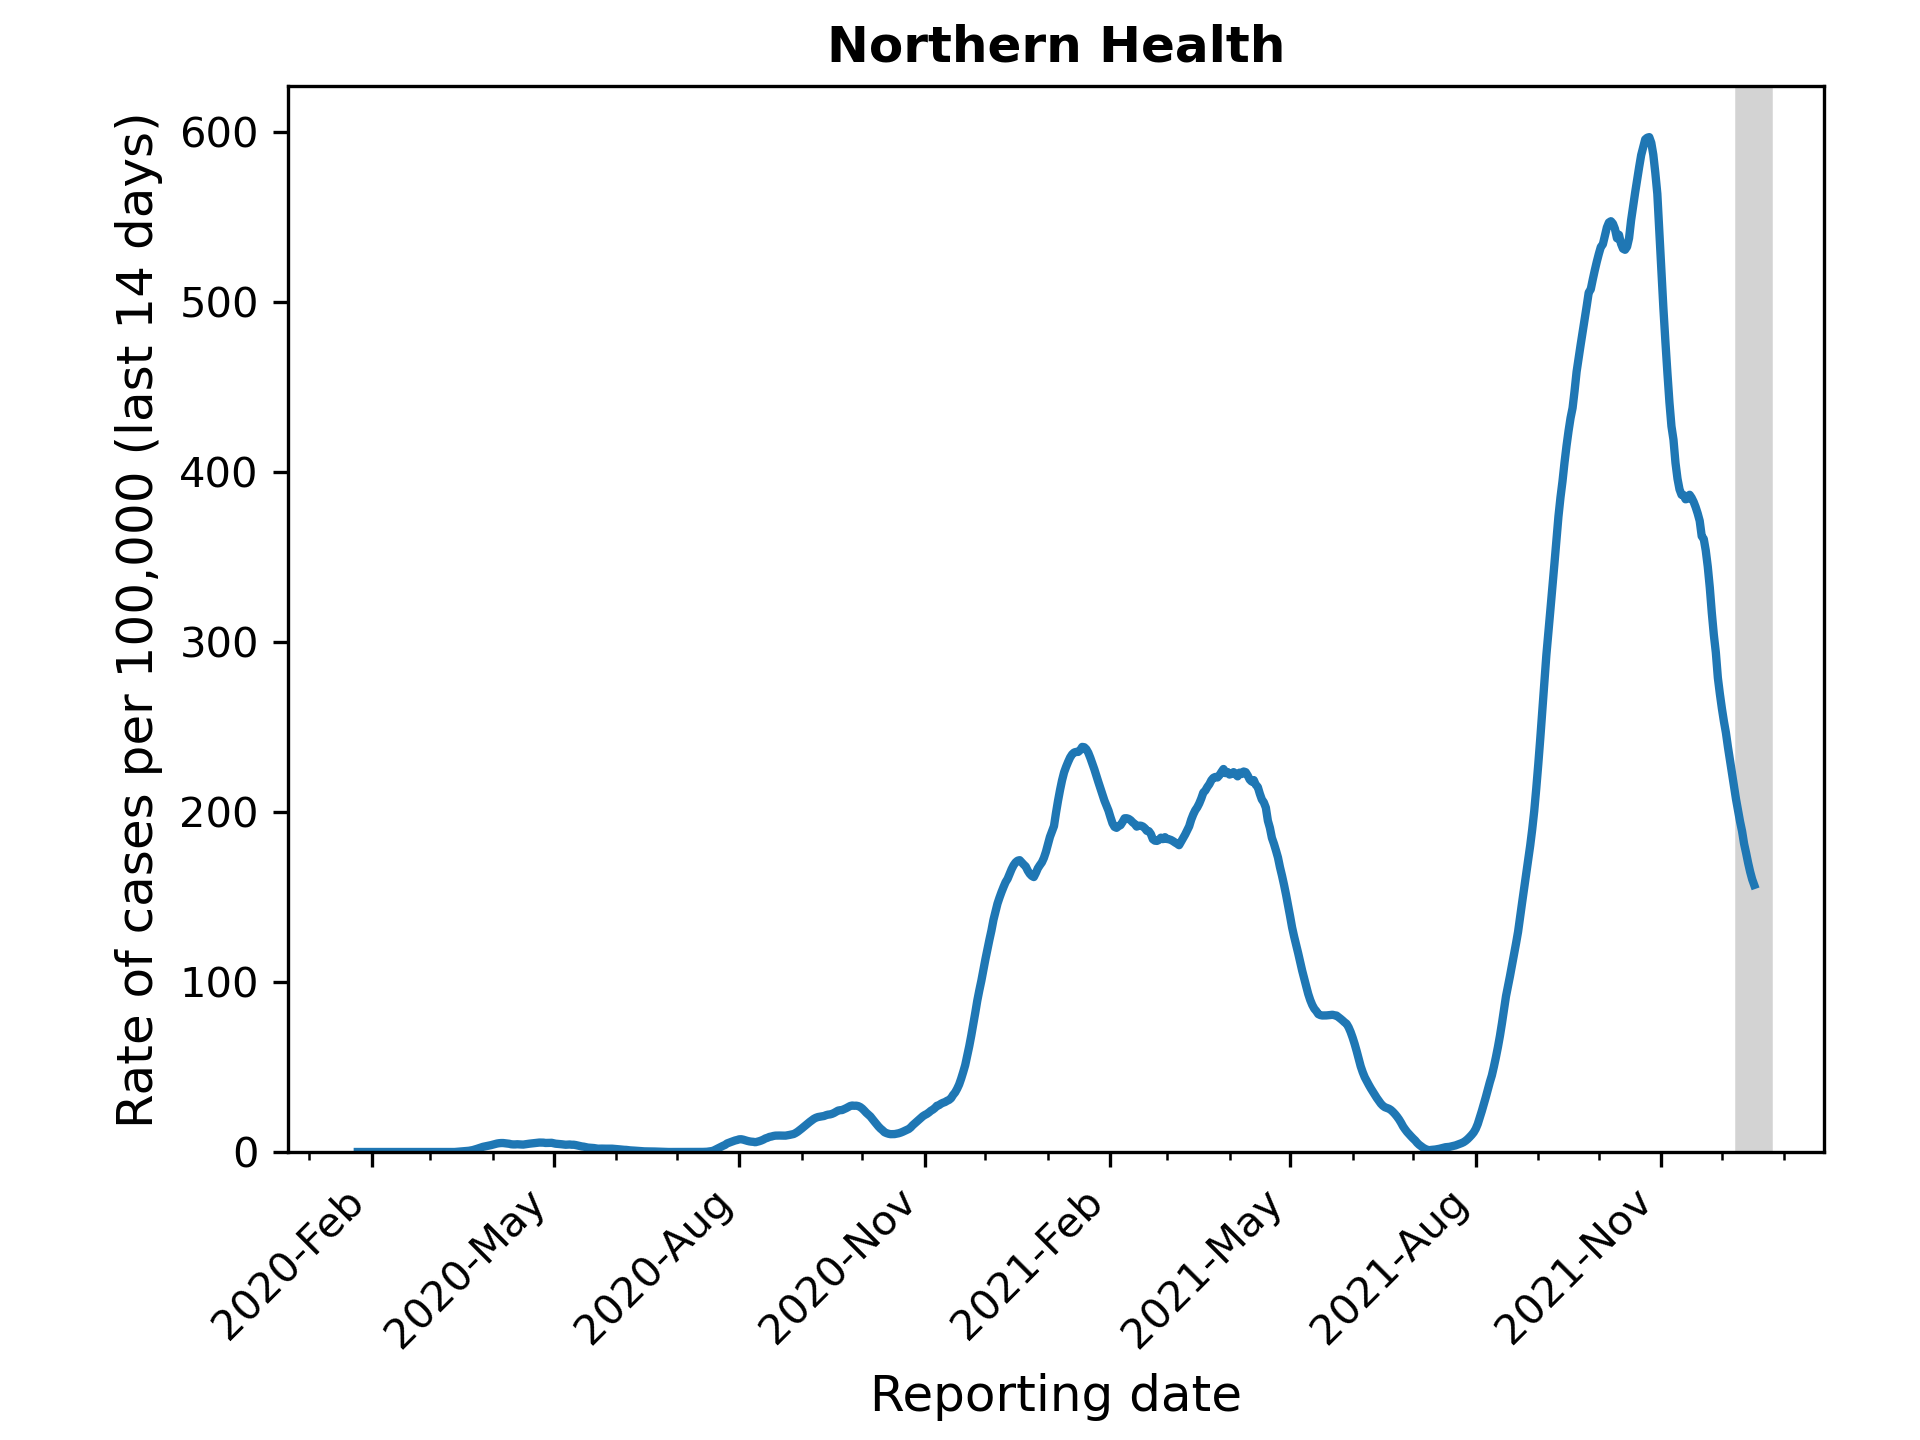 Northern Health
Rate of cases per 100,000 (last 14 days)
600
500
400
300
200
100
0
2020-Feb
2020-May
2020-Aug
2020-Nov
2021-Feb
2021-May
2021-Aug
2021-Nov
Reporting date